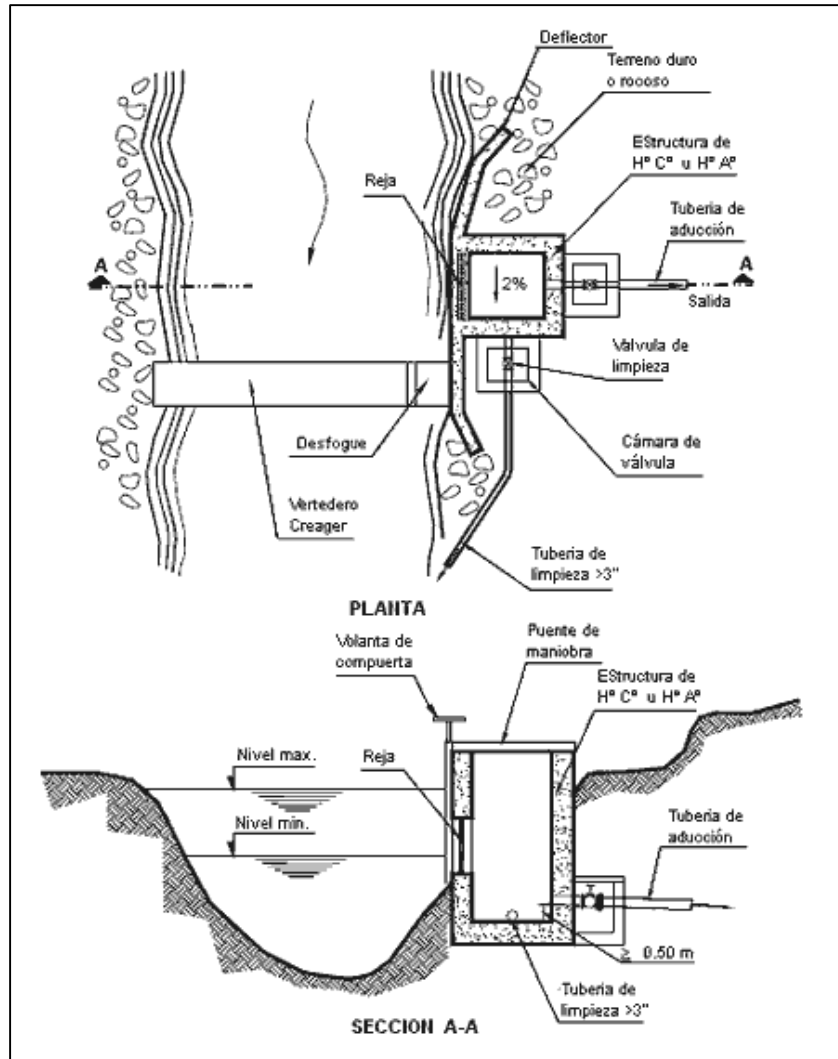 Deflector
Terreno duro
o rocoso
EStructura de
Hº Cº u Hº Aº
Reja
Tuberia de
aducción
A
A
2%
Salida
Valvula de
limpieza
Desfogue
Cámara de
válvula
Vertedero
Creager
Tuberia de
limpieza >3"
PLANTA
Volanta de
compuerta
Puente de
maniobra
EStructura de
Hº Cº u Hº Aº
Nivel max.
Reja
Nivel min.
Tuberia de
aducción
≥ 0.50 m
Tuberia de
limpieza >3"
SECCION A-A